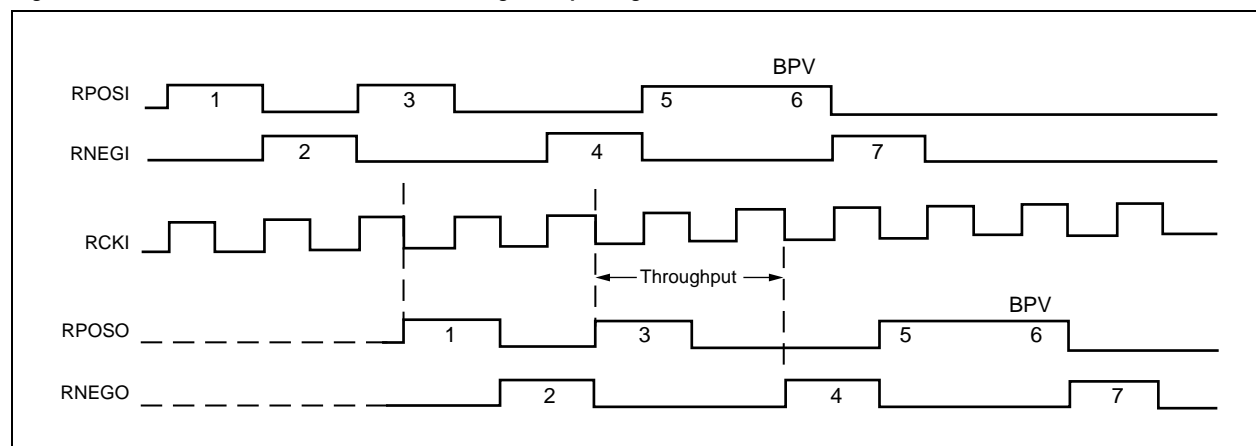 BPV
RPOSI 1 3 5 6
RNEGI 2 4 7
RCKI
Throughput
BPV
RPOSO 1 3 5 6
RNEGO 2 4 7